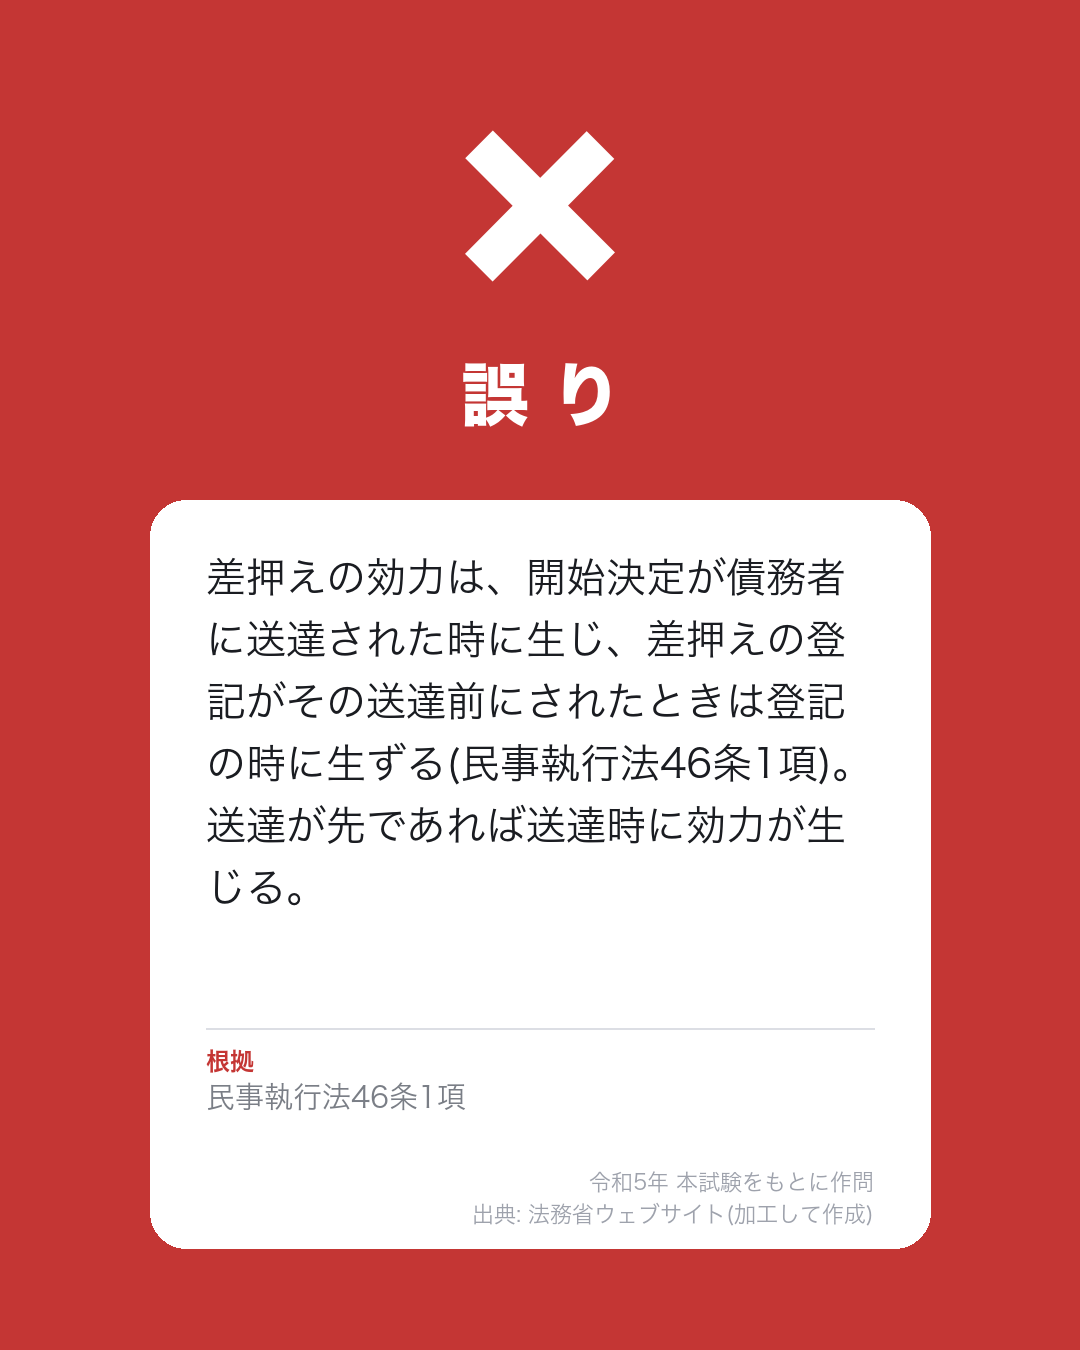 誤り
差押えの効力は、開始決定が債務者
に送達された時に生じ、差押えの登
記がその送達前にされたときは登記
の時に生ずる(民事執行法46条1項)。
送達が先であれば送達時に効力が生
じる。
根拠
民事執行法46条1項
令和5年 本試験をもとに作問
出典: 法務省ウェブサイト(加工して作成)